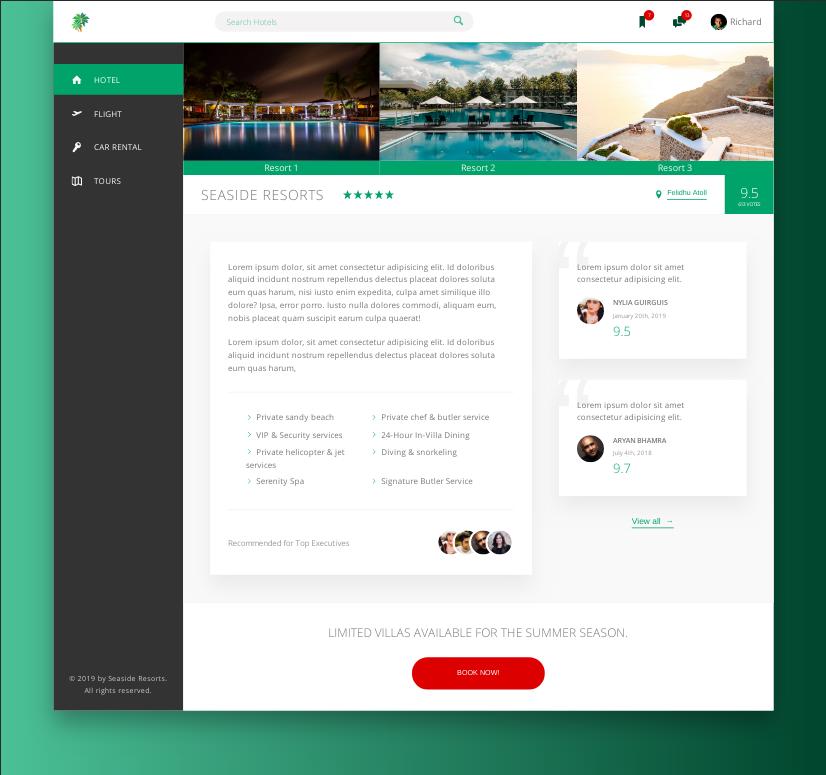 Search Hotels
Richard
HOTEL
FLIGHT
CAR RENTAL
TOURS
Resort 1
Resort 2
Resort 3
SEASIDE RESORTS
Felidhu Atoll
9.5
Lorem ipsum dolor, sit amet consectetur adipisicing elit. Id doloribus
aliquid incidunt nostrum repellendus delectus placeat dolores soluta
eum quas harum, nisi iusto enim expedita, culpa amet similique illo
dolore? Ipsa, error porro. Iusto nulla dolores commodi, aliquam eum,
nobis placeat quam suscipit earum culpa quaerat!
Lorem ipsum dolor, sit amet consectetur adipisicing elit. Id doloribus
aliquid incidunt nostrum repellendus delectus placeat dolores soluta
eum quas harum,
Private sandy beach
Private chef & butler service
VIP & Security services
24-Hour In-Villa Dining
Private helicopter & jet
services
Diving & snorkeling
Serenity Spa
Signature Butler Service
Recommended for Top Executives
“
Lorem ipsum dolor, sit amet
consectetur adipisicing elit.
NYLIA GUIRGUIS
January 20th, 2019
9.5
“
Lorem ipsum dolor, sit amet
consectetur adipisicing elit.
ARYAN BHAMRA
July 4th, 2018
9.7
View all →
LIMITED VILLAS AVAILABLE FOR THE SUMMER SEASON.
BOOK NOW!
© 2019 by Seaside Resorts.
All rights reserved.